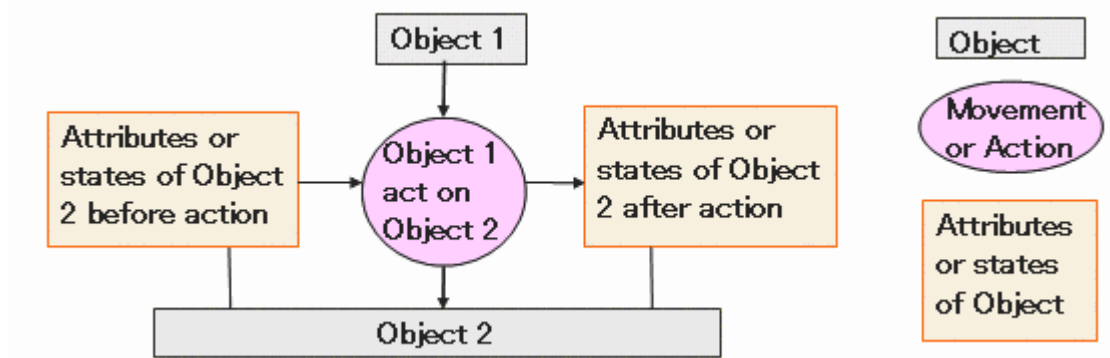 Object 1
Attributes or
states of Object
2 before action
Object 1
act on
Object 2
Attributes or
states of Object
2 after action
Object 2
Object
Movement
or Action
Attributes
or states
of Object